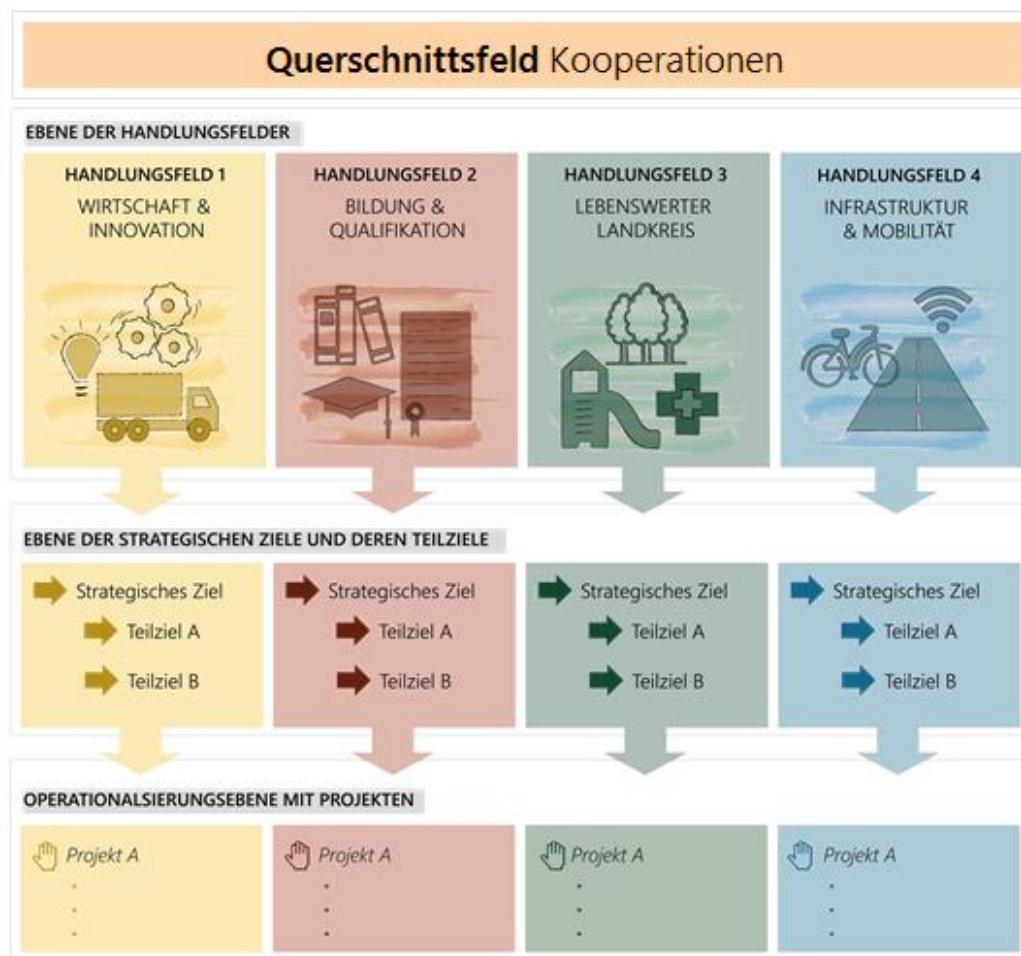 Querschnittsfeld Kooperationen
EBENE DER HANDLUNGSFELDER
HANDLUNGSFELD 1
WIRTSCHAFT &
INNOVATION
HANDLUNGSFELD 2
BILDUNG &
QUALIFIKATION
HANDLUNGSFELD 3
LEBENSWERTER
LANDKREIS
HANDLUNGSFELD 4
INFRASTRUKTUR
& MOBILITÄT
EBENE DER STRATEGISCHEN ZIELE UND DEREN TEILZIELE
Strategisches Ziel
Teilziel A
Teilziel B
Strategisches Ziel
Teilziel A
Teilziel B
Strategisches Ziel
Teilziel A
Teilziel B
Strategisches Ziel
Teilziel A
Teilziel B
OPERATIONALSIERUNGSEBENE MIT PROJEKTEN
Projekt A
Projekt A
Projekt A
Projekt A